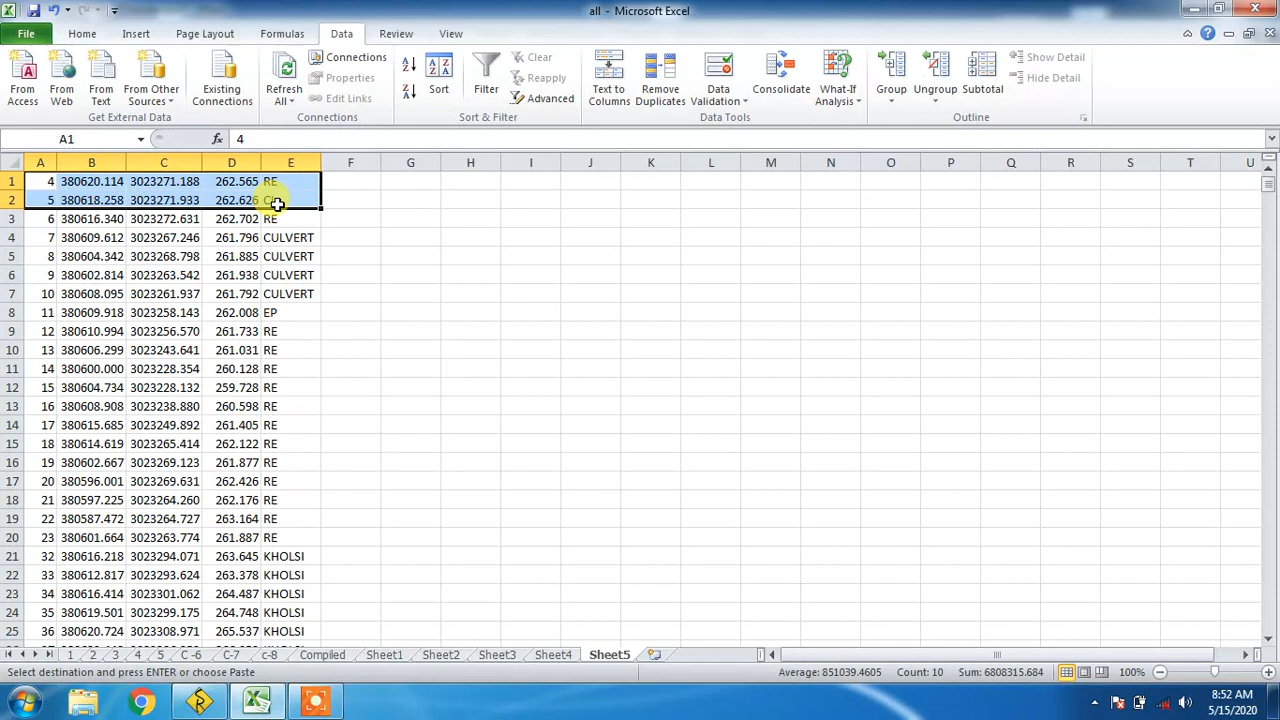 all - Microsoft Excel
File Home Insert Page Layout Formulas Data Review View
From Access
From Web
From Text
From Other Sources
Existing Connections
Get External Data
Refresh All
Connections
Properties
Edit Links
Connections
Sort
Filter
Clear
Reapply
Advanced
Sort & Filter
Text to Columns
Remove Duplicates
Data Validation
Consolidate
What-If Analysis
Data Tools
Group
Ungroup
Subtotal
Show Detail
Hide Detail
Outline
A1 fx 4
A B C D E F G H I J K L M N O P Q R S T U
1 4 380620.114 3023271.188 262.565 RE
2 5 380618.258 3023271.933 262.626
3 6 380616.340 3023272.631 262.702 RE
4 7 380609.612 3023267.246 261.796 CULVERT
5 8 380604.342 3023268.798 261.885 CULVERT
6 9 380602.814 3023263.542 261.938 CULVERT
7 10 380608.095 3023261.937 261.792 CULVERT
8 11 380609.918 3023258.143 262.008 EP
9 12 380610.994 3023256.570 261.733 RE
10 13 380606.299 3023243.641 261.031 RE
11 14 380600.000 3023228.354 260.128 RE
12 15 380604.734 3023228.132 259.728 RE
13 16 380608.908 3023238.880 260.598 RE
14 17 380615.685 3023249.892 261.405 RE
15 18 380614.619 3023265.414 262.122 RE
16 19 380602.667 3023269.123 261.877 RE
17 20 380596.001 3023269.631 262.426 RE
18 21 380597.225 3023264.260 262.176 RE
19 22 380587.472 3023264.727 263.164 RE
20 23 380601.664 3023263.774 261.887 RE
21 32 380616.218 3023294.071 263.645 KHOLSI
22 33 380612.817 3023293.624 263.378 KHOLSI
23 34 380616.414 3023301.062 264.487 KHOLSI
24 35 380619.501 3023299.175 264.748 KHOLSI
25 36 380620.724 3023308.971 265.537 KHOLSI
1 2 3 4 5 C -6 C-7 c-8 Compiled Sheet1 Sheet2 Sheet3 Sheet4 Sheet5
Select destination and press ENTER or choose Paste Average: 851039.4605 Count: 10 Sum: 6808315.684 100%
8:52 AM
5/15/2020